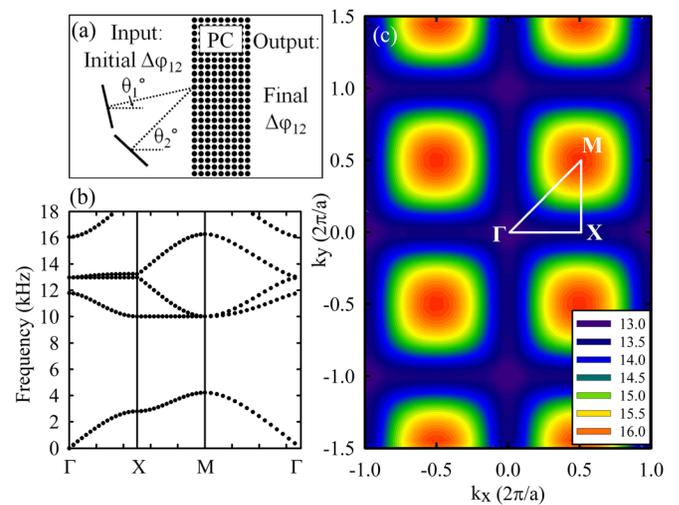 (a)
Input:
Initial Δφ12
θ1°
θ2°
PC
Output:
Final
Δφ12
(b)
18
16
14
12
10
8
6
4
2
0
Frequency (kHz)
Γ
X
M
Γ
(c)
1.5
1.0
0.5
0.0
-0.5
-1.0
-1.5
ky (2π/a)
M
Γ
X
13.0
13.5
14.0
14.5
15.0
15.5
16.0
-1.0
-0.5
0.0
0.5
1.0
kx (2π/a)